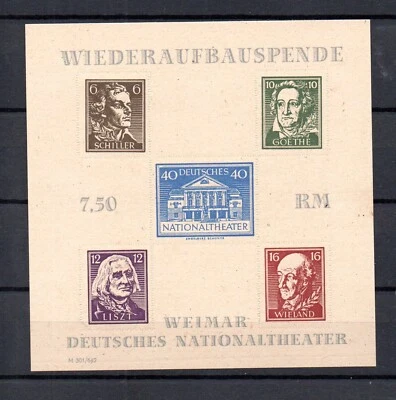 WIEDERAUFBAUSPENDE
6 6
SCHILLER
10 10
GOETHE
40 DEUTSCHES 40
NATIONALTHEATER
7.50 RM
12 12
LISZT
16 16
WIELAND
WEIMAR
DEUTSCHES NATIONALTHEATER